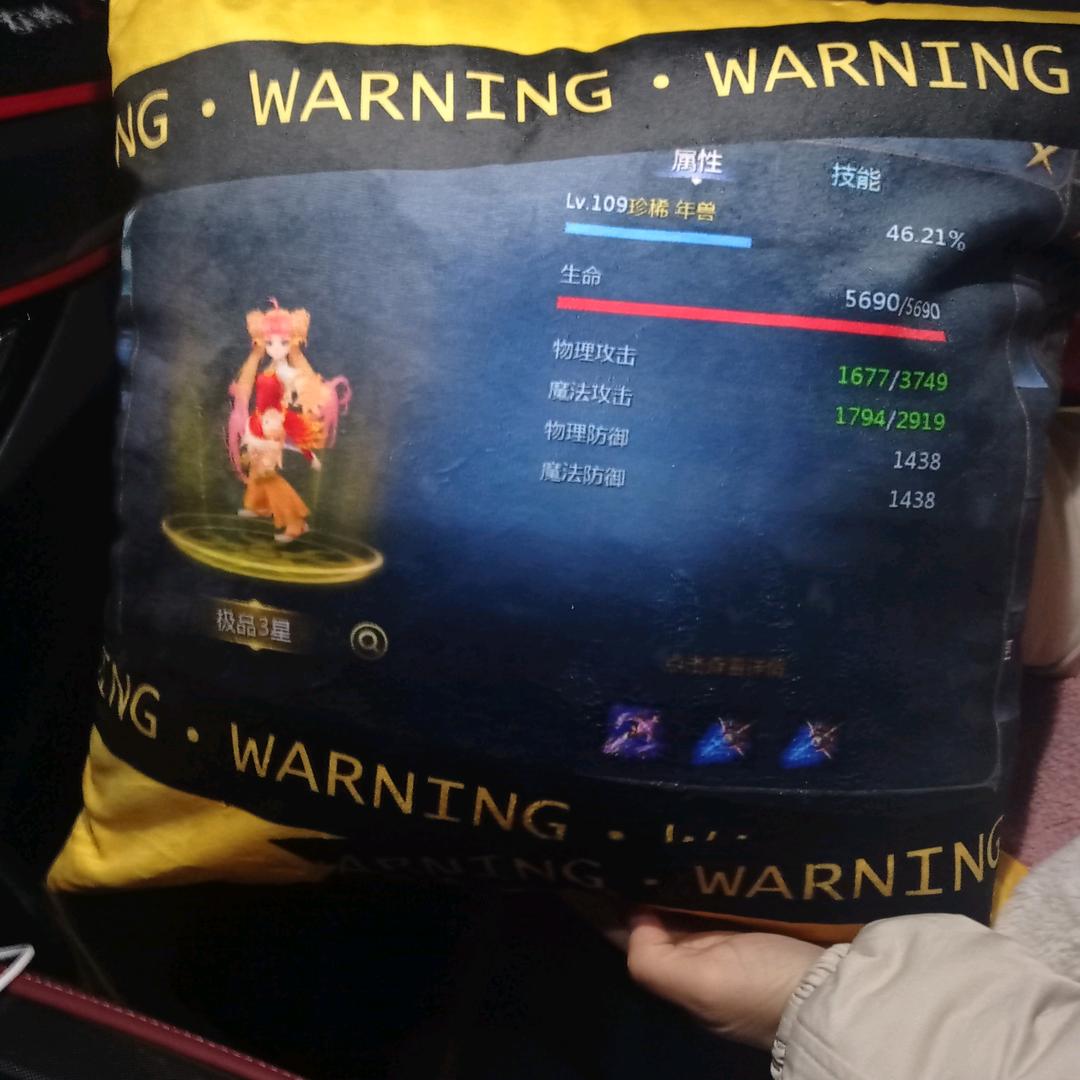 NG • WARNING • WARNING
属性 技能
Lv.109珍稀 年兽
46.21%
生命
5690/5690
物理攻击 1677/3749
魔法攻击 1794/2919
物理防御 1438
魔法防御 1438
极品3星
ING • WARNING •
ARNING • WARNING